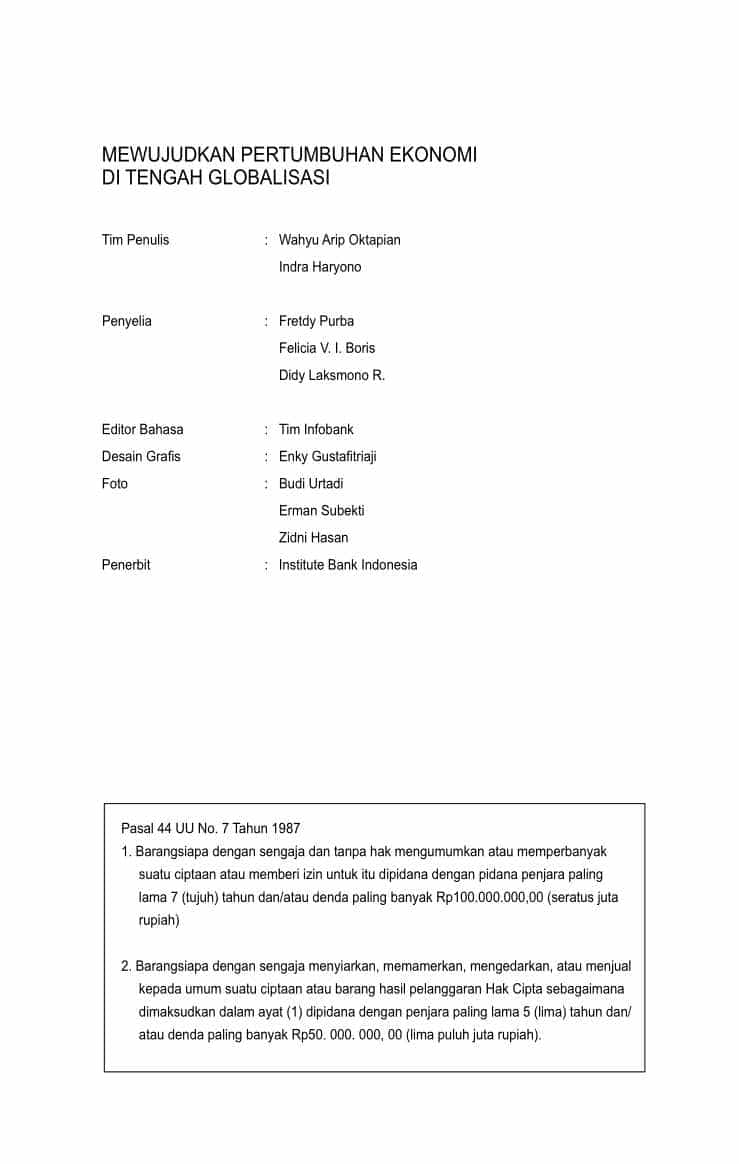 MEWUJUDKAN PERTUMBUHAN EKONOMI
DI TENGAH GLOBALISASI
Tim Penulis : Wahyu Arip Oktapian
Indra Haryono
Penyelia : Fretdy Purba
Felicia V. I. Boris
Didy Laksmono R.
Editor Bahasa : Tim Infobank
Desain Grafis : Enky Gustafitriaji
Foto : Budi Urtadi
Erman Subekti
Zidni Hasan
Penerbit : Institute Bank Indonesia
Pasal 44 UU No. 7 Tahun 1987
1. Barangsiapa dengan sengaja dan tanpa hak mengumumkan atau memperbanyak
suatu ciptaan atau memberi izin untuk itu dipidana dengan pidana penjara paling
lama 7 (tujuh) tahun dan/atau denda paling banyak Rp100.000.000,00 (seratus juta
rupiah)
2. Barangsiapa dengan sengaja menyiarkan, memamerkan, mengedarkan, atau menjual
kepada umum suatu ciptaan atau barang hasil pelanggaran Hak Cipta sebagaimana
dimaksudkan dalam ayat (1) dipidana dengan penjara paling lama 5 (lima) tahun dan/
atau denda paling banyak Rp50. 000. 000, 00 (lima puluh juta rupiah).